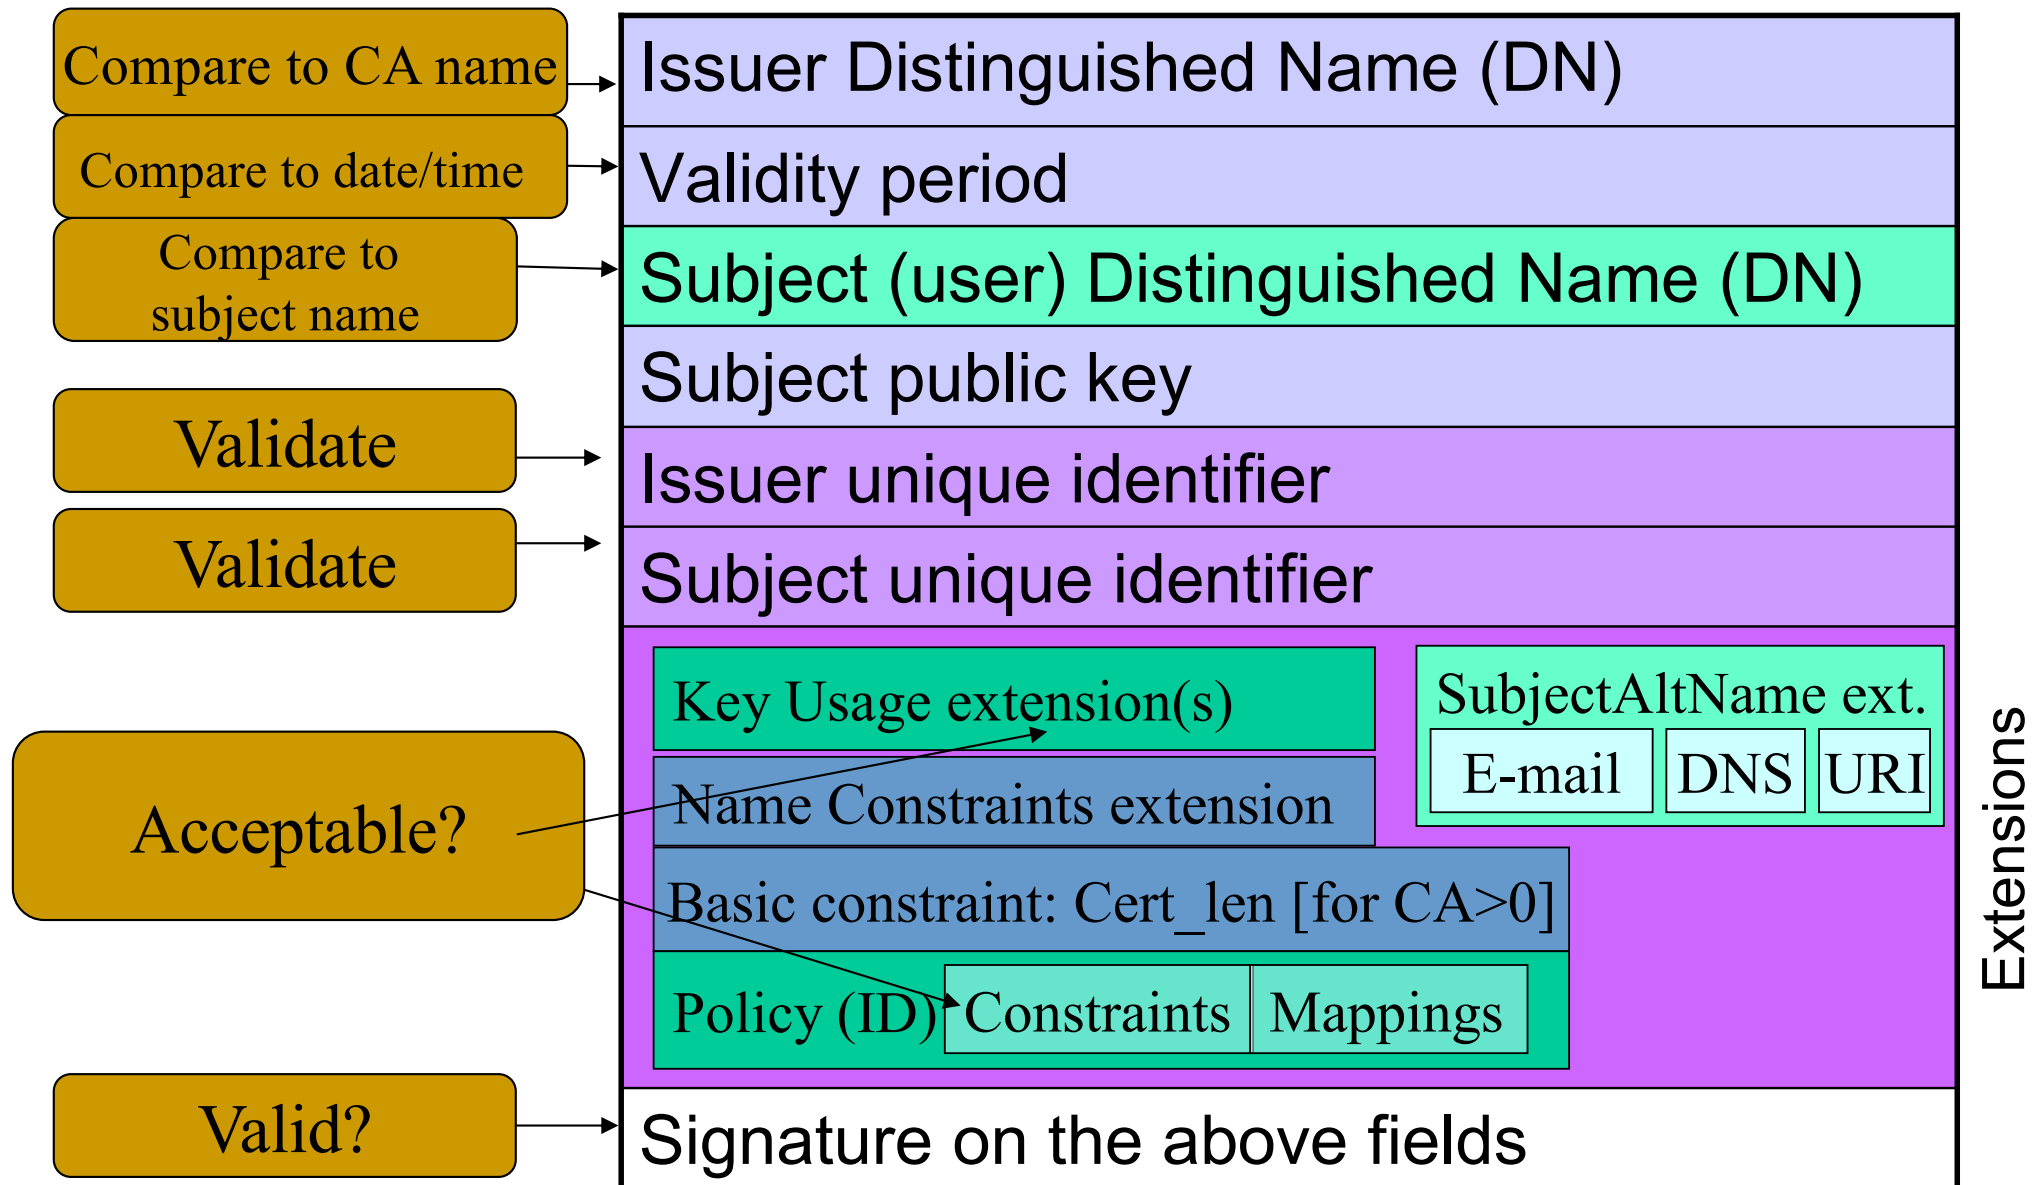 Compare to CA name
Issuer Distinguished Name (DN)
Compare to date/time
Validity period
Compare to
subject name
Subject (user) Distinguished Name (DN)
Subject public key
Validate
Issuer unique identifier
Validate
Subject unique identifier
Key Usage extension(s)
SubjectAltName ext.
E-mail
DNS
URI
Acceptable?
Name Constraints extension
Basic constraint: Cert_len [for CA>0]
Policy (ID)
Constraints
Mappings
Extensions
Valid?
Signature on the above fields